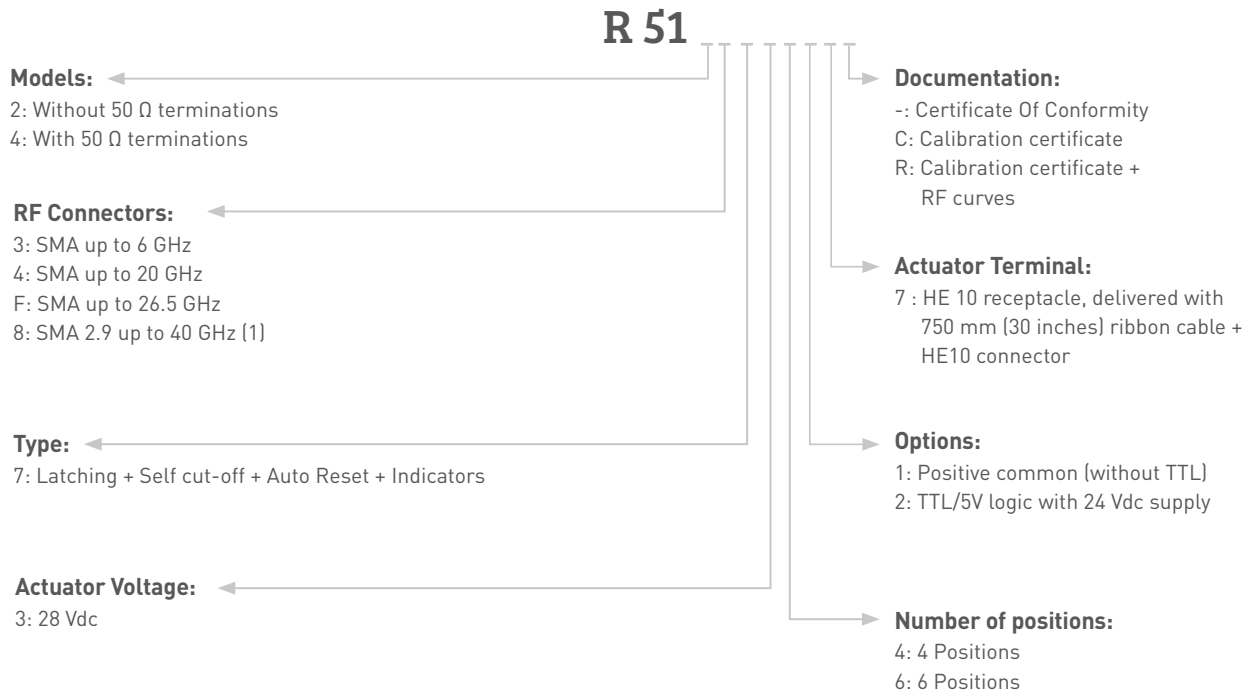 R 51 _ _ _ _ _ _ _ _
Models:
2: Without 50 Ω terminations
4: With 50 Ω terminations
RF Connectors:
3: SMA up to 6 GHz
4: SMA up to 20 GHz
F: SMA up to 26.5 GHz
8: SMA 2.9 up to 40 GHz (1)
Type:
7: Latching + Self cut-off + Auto Reset + Indicators
Actuator Voltage:
3: 28 Vdc
Documentation:
-: Certificate Of Conformity
C: Calibration certificate
R: Calibration certificate +
RF curves
Actuator Terminal:
7 : HE 10 receptacle, delivered with
750 mm (30 inches) ribbon cable +
HE10 connector
Options:
1: Positive common (without TTL)
2: TTL/5V logic with 24 Vdc supply
Number of positions:
4: 4 Positions
6: 6 Positions